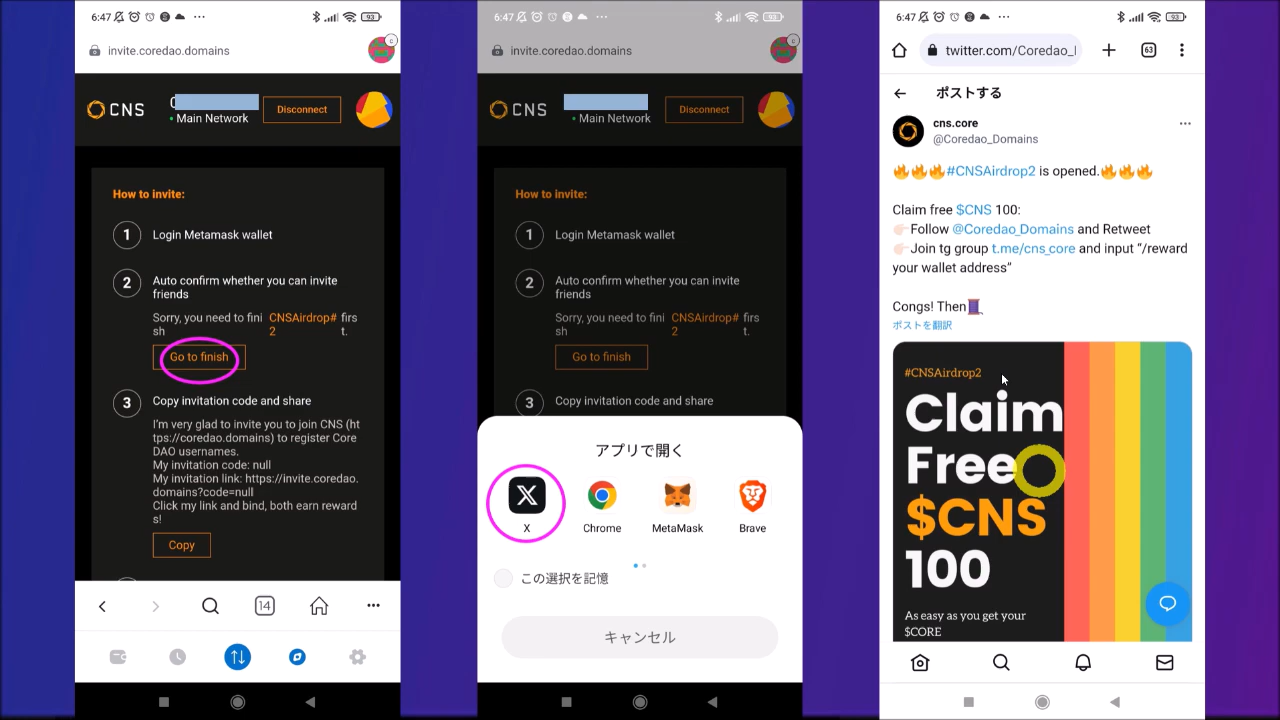 6:47
93
invite.coredao.domains
C
CNS
Main Network
Disconnect
How to invite:
1
Login Metamask wallet
2
Auto confirm whether you can invite
friends
Sorry, you need to fini
sh
CNSAirdrop#
2
firs
t.
Go to finish
3
Copy invitation code and share
I'm very glad to invite you to join CNS (ht
tps://coredao.domains) to register Core
DAO usernames.
My invitation code: null
My invitation link: https://invite.coredao.
domains?code=null
Click my link and bind, both earn reward
s!
Copy
14
6:47
93
invite.coredao.domains
C
CNS
Main Network
Disconnect
How to invite:
1
Login Metamask wallet
2
Auto confirm whether you can invite
friends
Sorry, you need to fini
sh
CNSAirdrop#
2
firs
t.
Go to finish
3
Copy invitation code and share
アプリで開く
X
Chrome
MetaMask
Brave
この選択を記憶
キャンセル
6:47
93
twitter.com/Coredao_
63
ポストする
cns.core
@Coredao_Domains
🔥🔥🔥#CNSAirdrop2 is opened.🔥🔥🔥
Claim free $CNS 100:
👉🏻Follow @Coredao_Domains and Retweet
👉🏻Join tg group t.me/cns_core and input “/reward
your wallet address”
Congs! Then🧵
ポストを翻訳
#CNSAirdrop2
Claim
Free
$CNS
100
As easy as you get your
$CORE